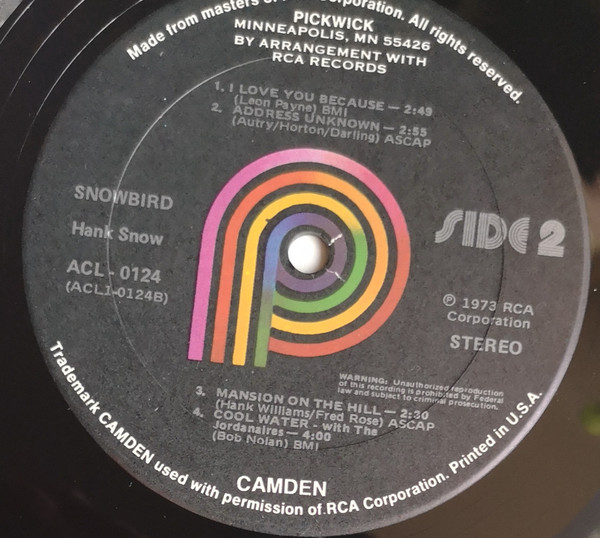 Made from masters of Corporation. All rights reserved.
PICKWICK
MINNEAPOLIS, MN 55426
BY ARRANGEMENT WITH
RCA RECORDS
1. I LOVE YOU BECAUSE — 2:49
(Leon Payne) BMI
2. ADDRESS UNKNOWN — 2:55
(Autry/Horton/Darling) ASCAP
SNOWBIRD
Hank Snow
ACL-0124
(ACL1-0124B)
SIDE 2
℗ 1973 RCA
Corporation
STEREO
WARNING: Unauthorized reproduction
of this recording is prohibited by Federal
law and subject to criminal prosecution.
3. MANSION ON THE HILL — 2:30
(Hank Williams/Fred Rose) ASCAP
4. COOL WATER - with The
Jordanaires — 4:00
(Bob Nolan) BMI
CAMDEN
Trademark CAMDEN used with permission of RCA Corporation. Printed in U.S.A.